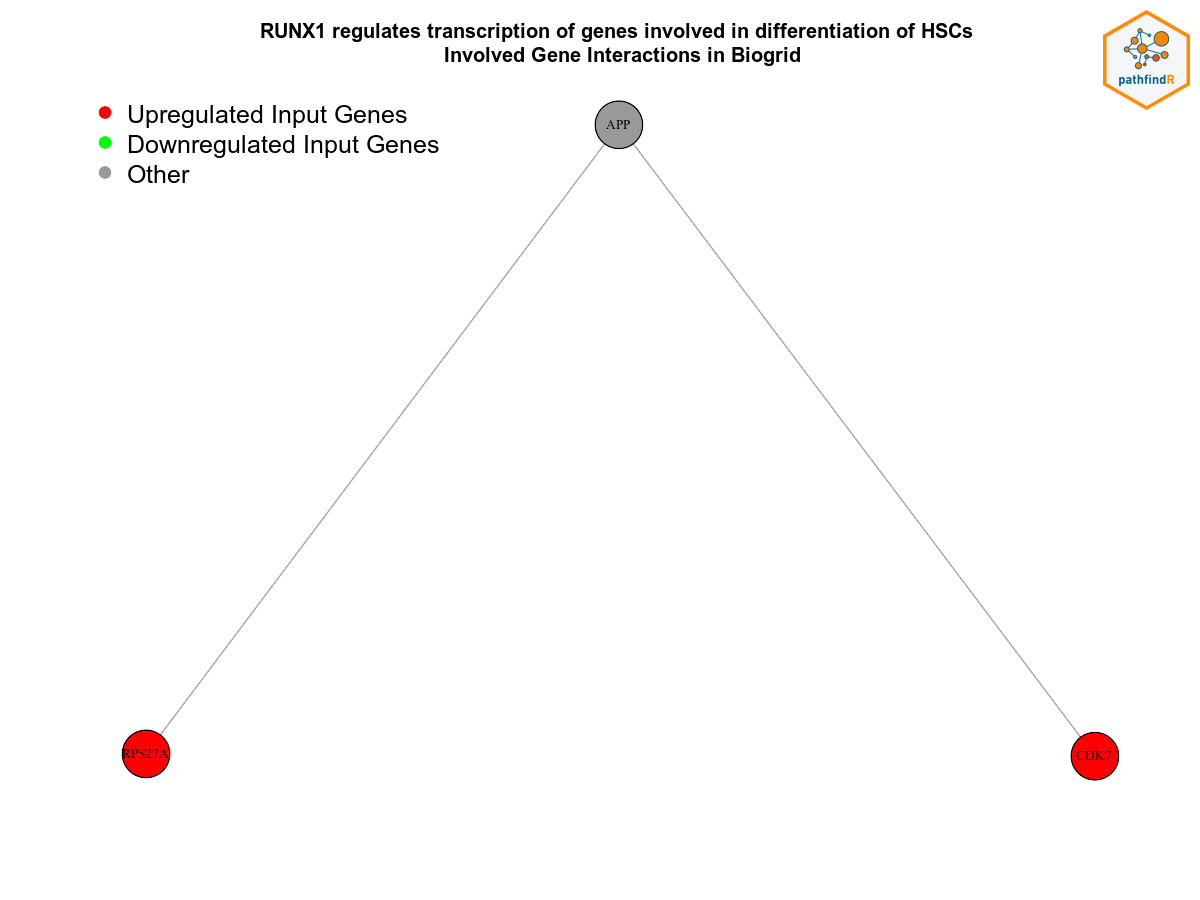 RUNX1 regulates transcription of genes involved in differentiation of HSCs
Involved Gene Interactions in Biogrid
pathfindR
Upregulated Input Genes
Downregulated Input Genes
Other
APP
RPS27A
CDK7